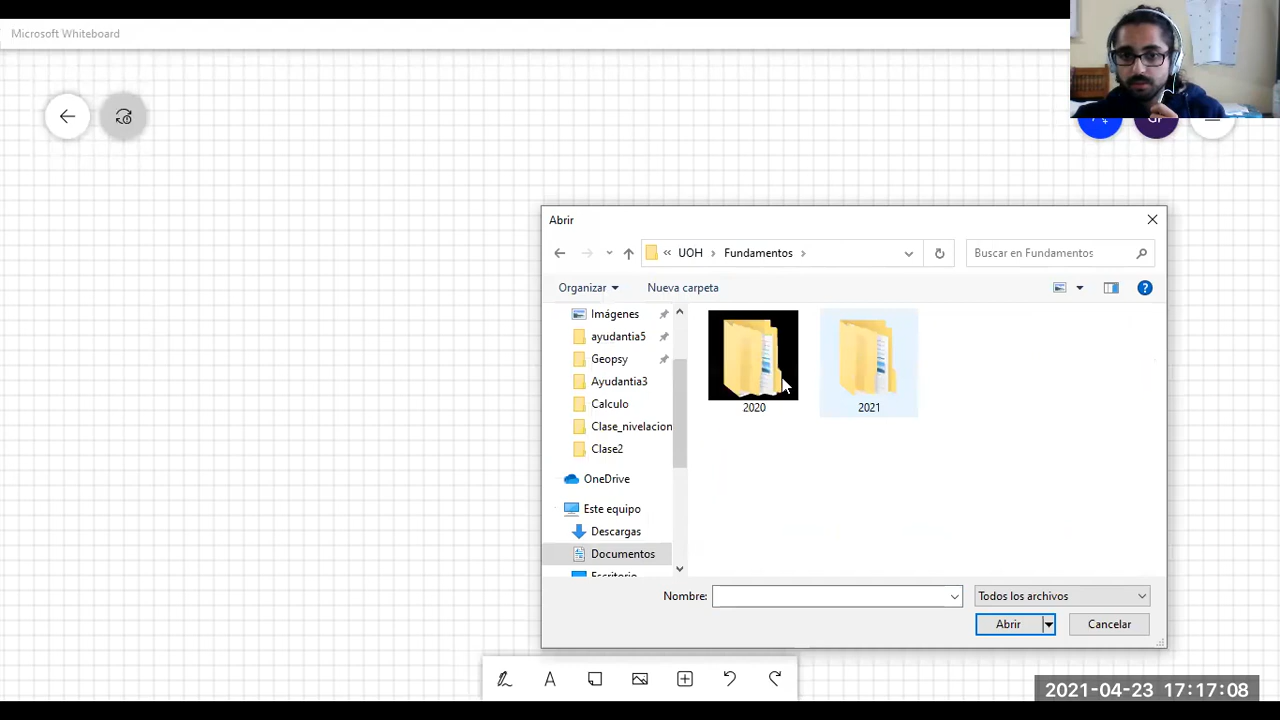 Microsoft Whiteboard
Abrir
« UOH › Fundamentos ›
Buscar en Fundamentos
Organizar
Nueva carpeta
Imágenes
ayudantia5
Geopsy
Ayudantia3
Calculo
Clase_nivelacion
Clase2
OneDrive
Este equipo
Descargas
Documentos
Escritorio
2020
2021
Nombre:
Todos los archivos
Abrir
Cancelar
2021-04-23 17:17:08